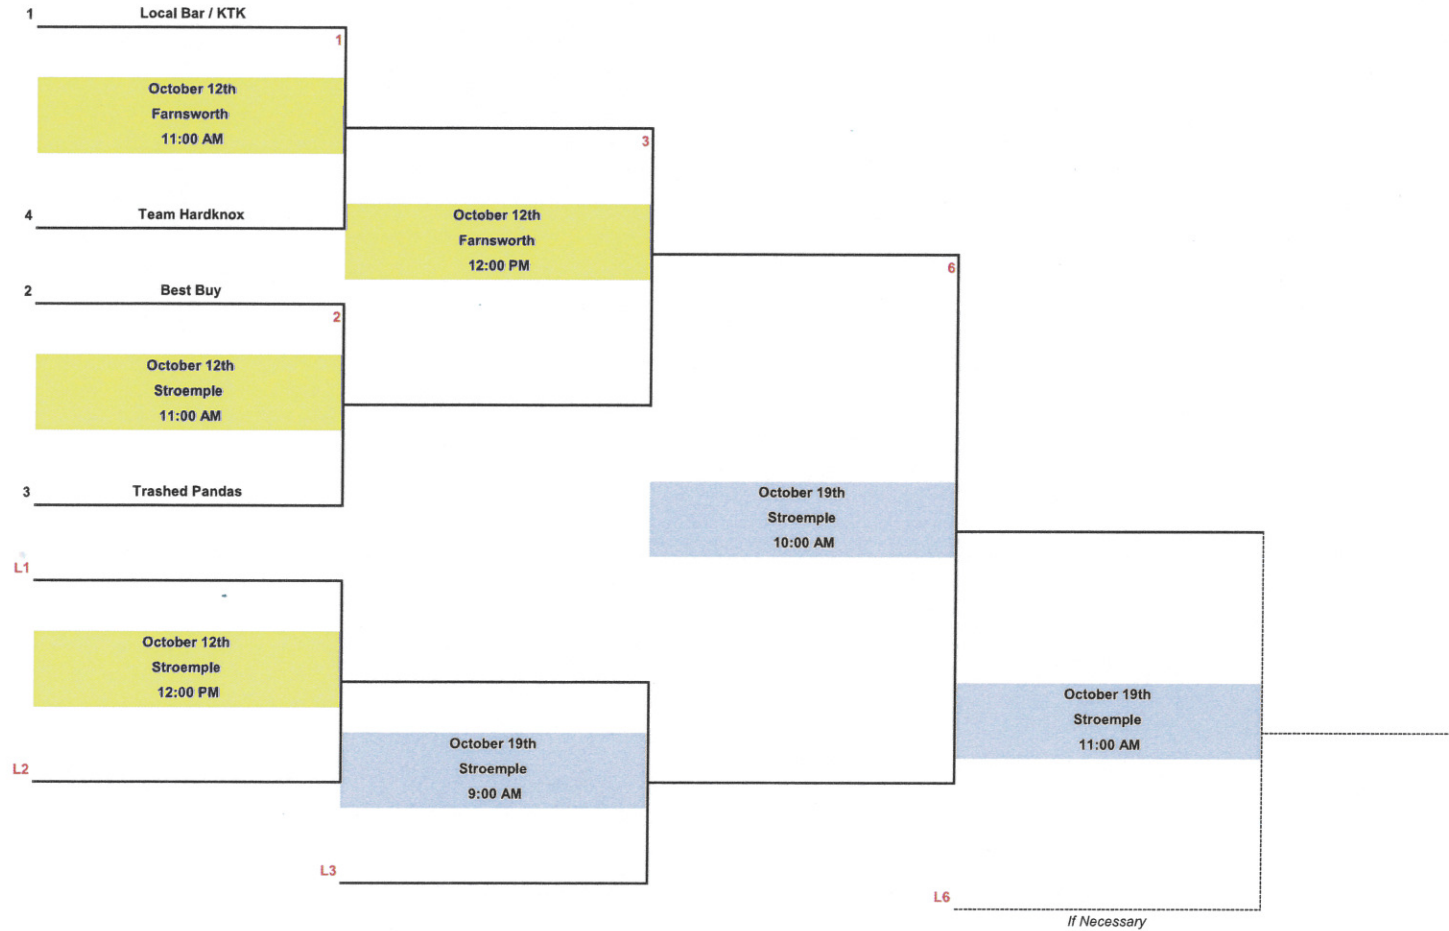 1 Local Bar / KTK
1
October 12th
Farnsworth
11:00 AM
3
4 Team Hardknox
October 12th
Farnsworth
12:00 PM
6
2 Best Buy
2
October 12th
Stroemple
11:00 AM
3 Trashed Pandas
October 19th
Stroemple
10:00 AM
L1
October 12th
Stroemple
12:00 PM
L2
October 19th
Stroemple
9:00 AM
L3
October 19th
Stroemple
11:00 AM
L6
If Necessary